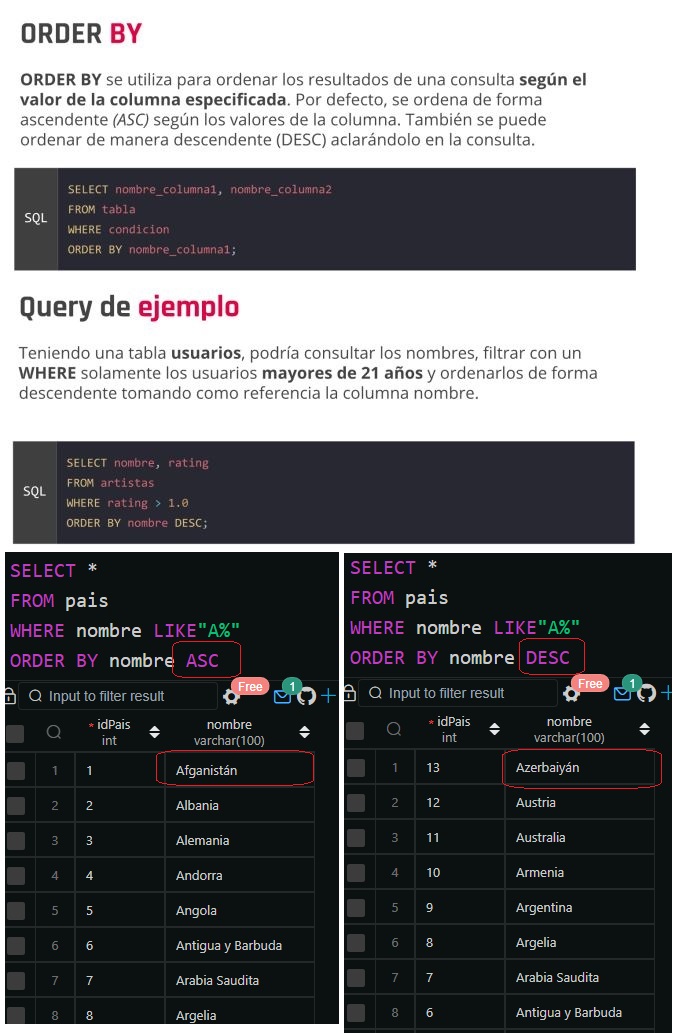 ORDER BY
ORDER BY se utiliza para ordenar los resultados de una consulta según el
valor de la columna especificada. Por defecto, se ordena de forma
ascendente (ASC) según los valores de la columna. También se puede
ordenar de manera descendente (DESC) aclarándolo en la consulta.
SQL
SELECT nombre_columna1, nombre_columna2
FROM tabla
WHERE condicion
ORDER BY nombre_columna1;
Query de ejemplo
Teniendo una tabla usuarios, podría consultar los nombres, filtrar con un
WHERE solamente los usuarios mayores de 21 años y ordenarlos de forma
descendente tomando como referencia la columna nombre.
SQL
SELECT nombre, rating
FROM artistas
WHERE rating > 1.0
ORDER BY nombre DESC;
SELECT *
FROM pais
WHERE nombre LIKE"A%"
ORDER BY nombre ASC
Input to filter result
Free
1
* idPais
int
nombre
varchar(100)
1 1 Afganistán
2 2 Albania
3 3 Alemania
4 4 Andorra
5 5 Angola
6 6 Antigua y Barbuda
7 7 Arabia Saudita
8 8 Argelia
SELECT *
FROM pais
WHERE nombre LIKE"A%"
ORDER BY nombre DESC
Input to filter result
Free
1
* idPais
int
nombre
varchar(100)
1 13 Azerbaiyán
2 12 Austria
3 11 Australia
4 10 Armenia
5 9 Argentina
6 8 Argelia
7 7 Arabia Saudita
8 6 Antigua y Barbuda